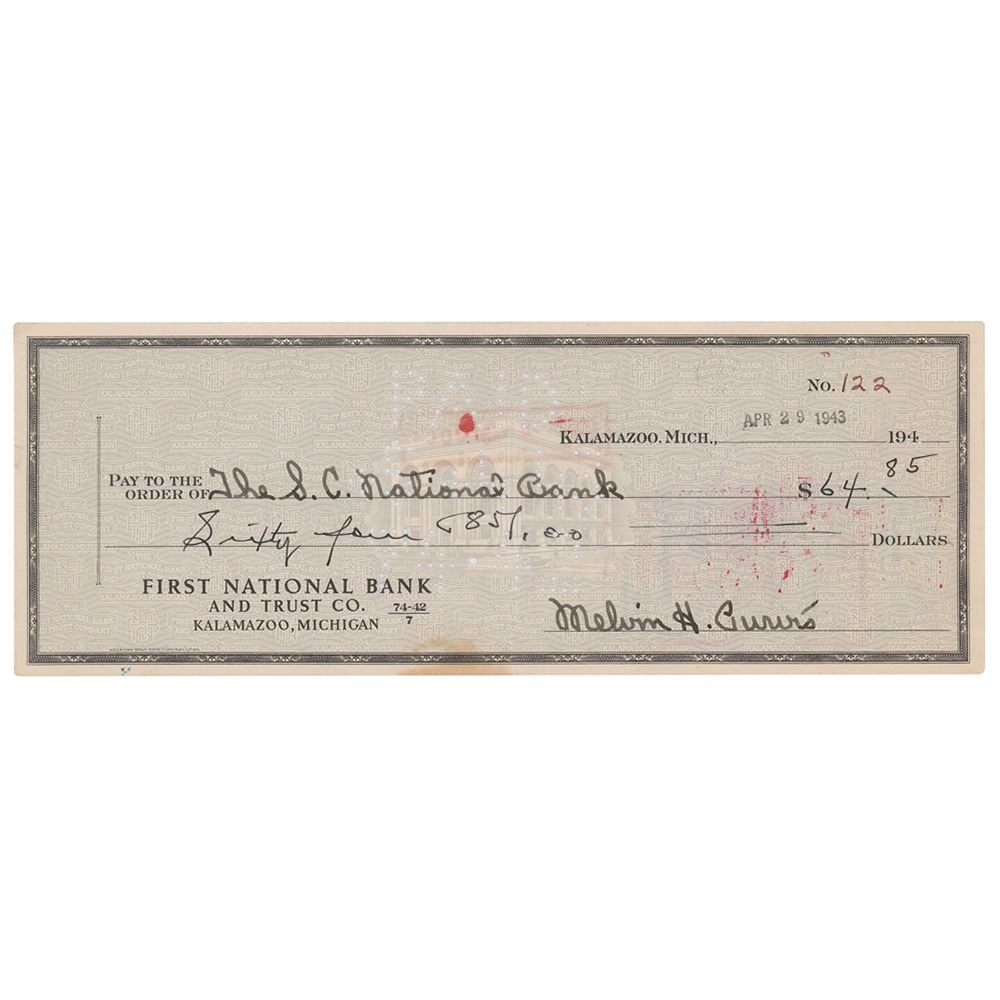 No. 122
APR 29 1943
KALAMAZOO, MICH., 194
PAY TO THE ORDER OF The S. C. National Bank $64.85
Sixty four (85/.00 DOLLARS
FIRST NATIONAL BANK
AND TRUST CO. 74-42/7
KALAMAZOO, MICHIGAN
Melvin H. Purvis